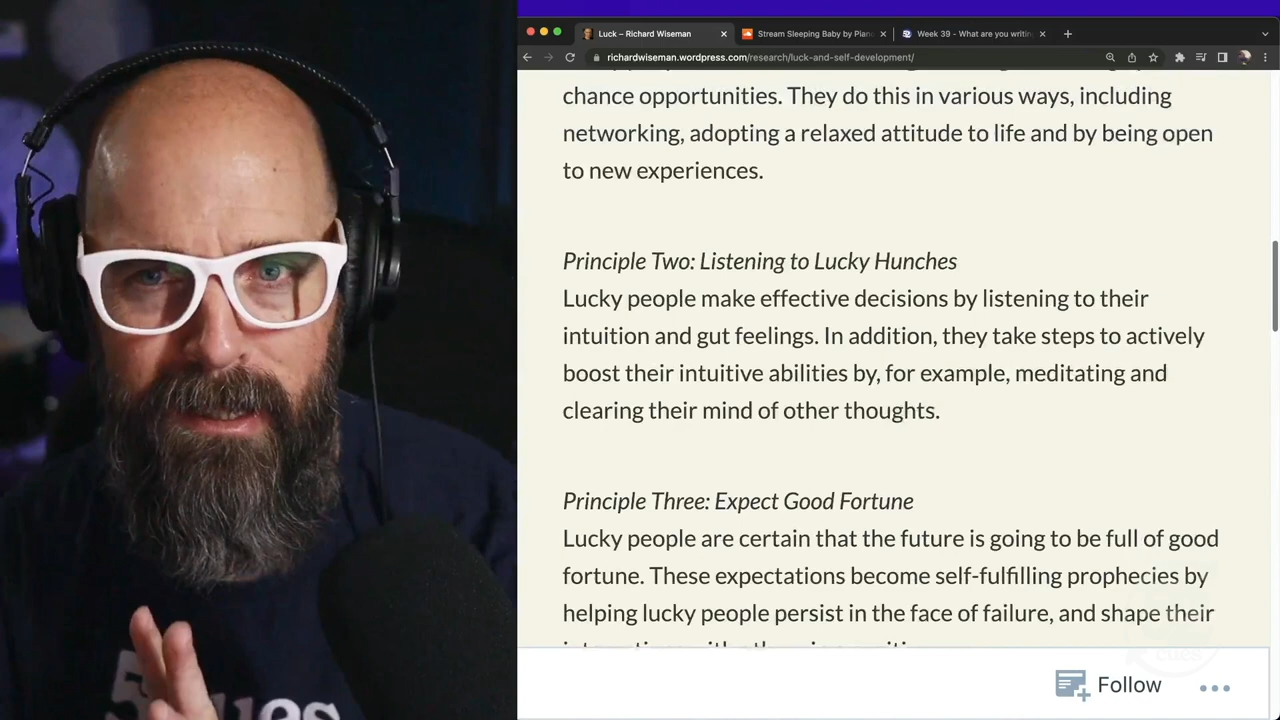 Luck – Richard Wiseman
Stream Sleeping Baby by Pian
Week 39 - What are you writin
richardwiseman.wordpress.com/research/luck-and-self-development/
chance opportunities. They do this in various ways, including
networking, adopting a relaxed attitude to life and by being open
to new experiences.
Principle Two: Listening to Lucky Hunches
Lucky people make effective decisions by listening to their
intuition and gut feelings. In addition, they take steps to actively
boost their intuitive abilities by, for example, meditating and
clearing their mind of other thoughts.
Principle Three: Expect Good Fortune
Lucky people are certain that the future is going to be full of good
fortune. These expectations become self-fulfilling prophecies by
helping lucky people persist in the face of failure, and shape their
Follow
cues